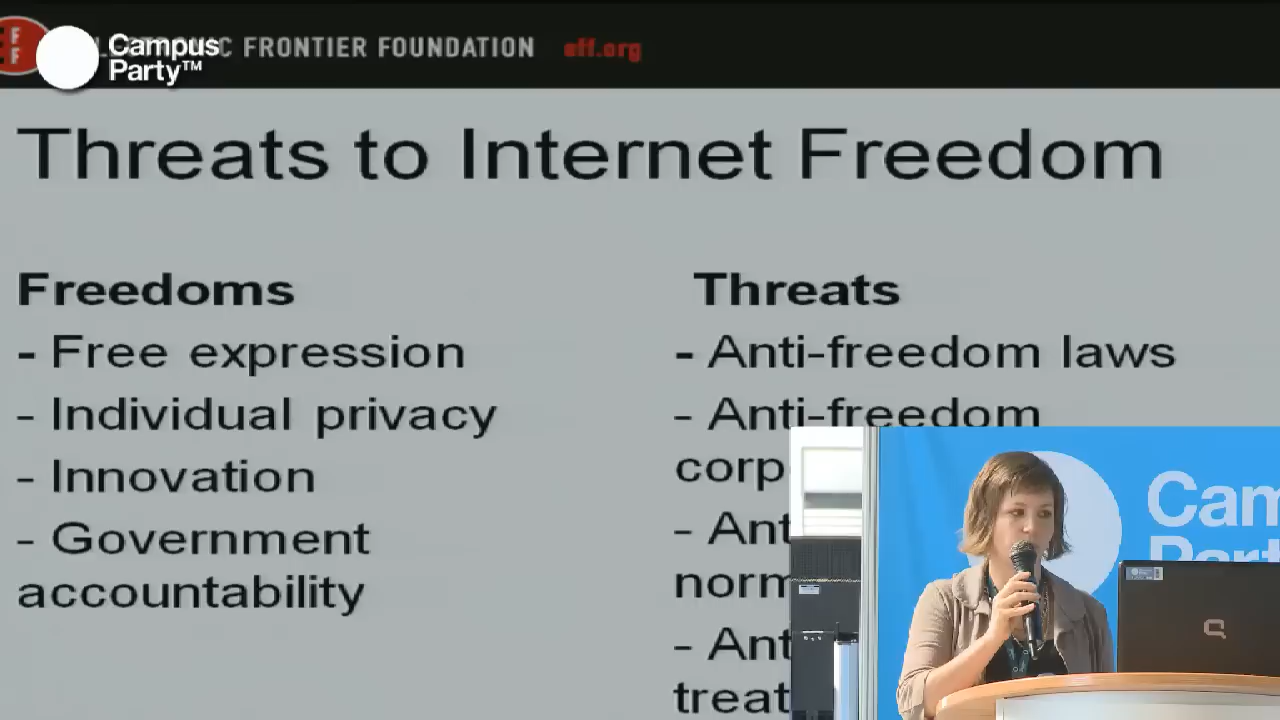 Campus
Party™
FRONTIER FOUNDATION eff.org
Threats to Internet Freedom
Freedoms
- Free expression
- Individual privacy
- Innovation
- Government
accountability
Threats
- Anti-freedom laws
- Anti-freedom
corp
- Ant
norm
- Ant
treat
Cam
Part